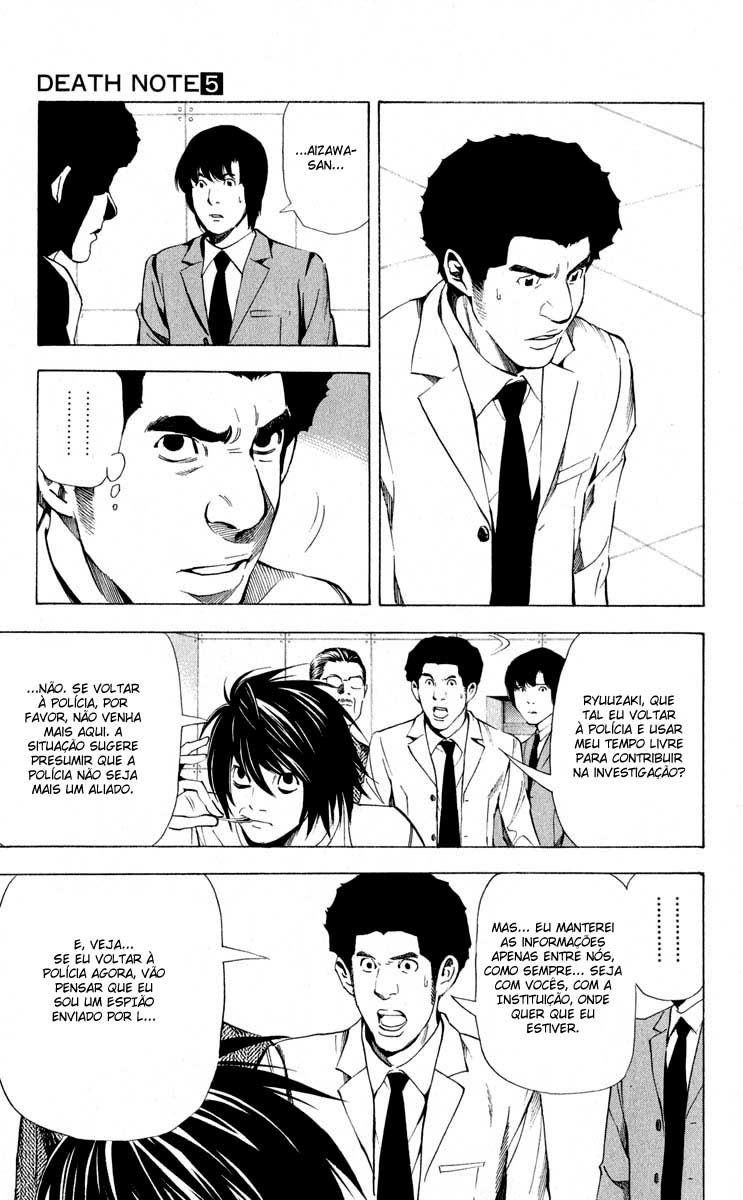 DEATH NOTE 5
...AIZAWA-
SAN...
RYUUZAKI, QUE
TAL EU VOLTAR
À POLÍCIA E USAR
MEU TEMPO LIVRE
PARA CONTRIBUIR
NA INVESTIGAÇÃO?
...NÃO. SE VOLTAR
À POLÍCIA, POR
FAVOR, NÃO VENHA
MAIS AQUI. A
SITUAÇÃO SUGERE
PRESUMIR QUE A
POLÍCIA NÃO SEJA
MAIS UM ALIADO.
MAS... EU MANTEREI
AS INFORMAÇÕES
APENAS ENTRE NÓS,
COMO SEMPRE... SEJA
COM VOCÊS, COM A
INSTITUIÇÃO, ONDE
QUER QUE EU
ESTIVER.
E, VEJA...
SE EU VOLTAR À
POLÍCIA AGORA, VÃO
PENSAR QUE EU
SOU UM ESPIÃO
ENVIADO POR L...